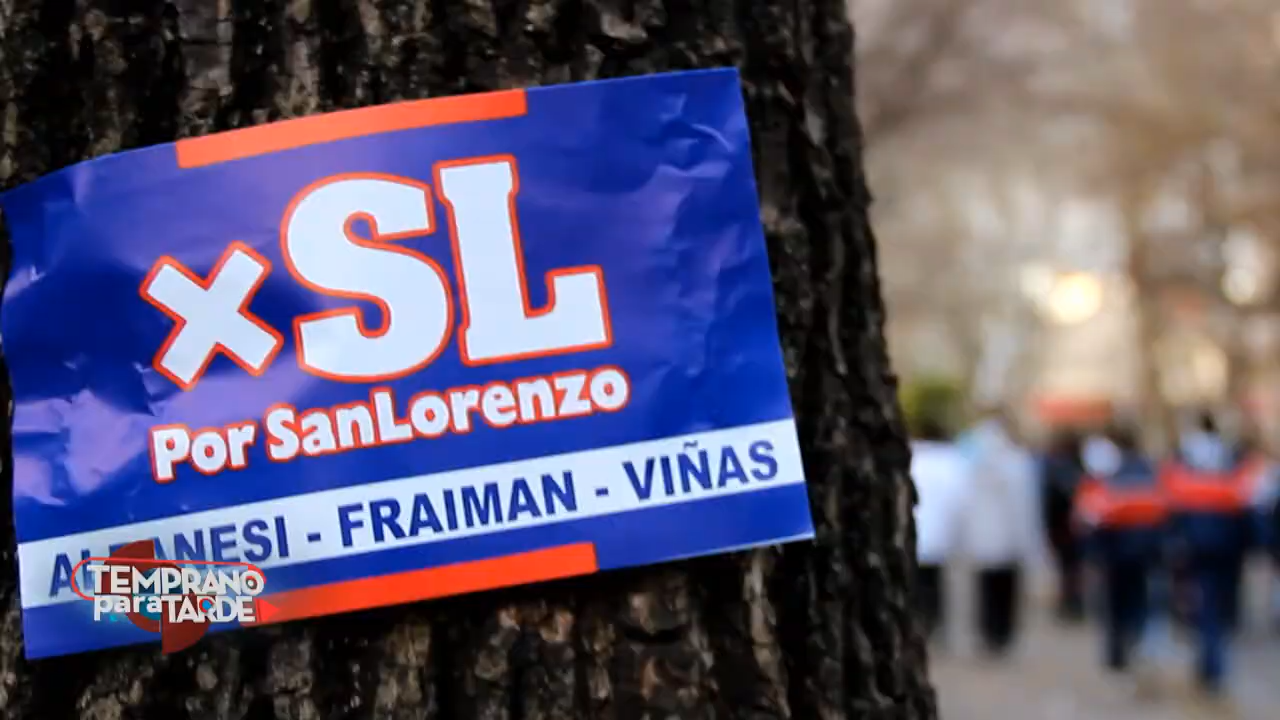 ×SL
Por SanLorenzo
- FRAIMAN - VIÑAS
TEMPRANO
para TARDE